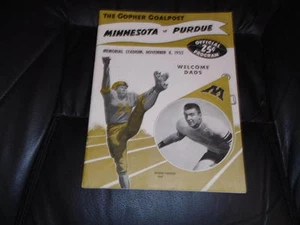 THE GOPHER GOALPOST
MINNESOTA vs PURDUE
OFFICIAL
25¢
PROGRAM
MEMORIAL STADIUM, NOVEMBER 8, 1952
WELCOME
DADS
M